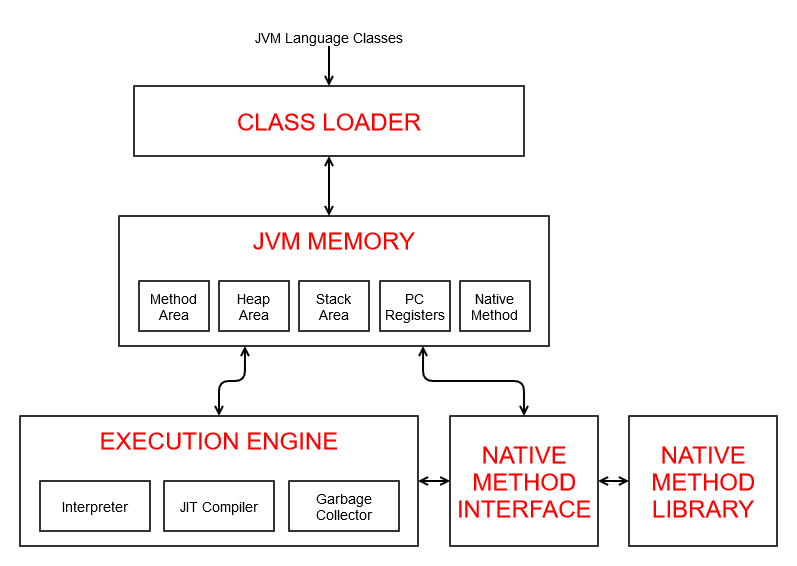 JVM Language Classes
CLASS LOADER
JVM MEMORY
Method
Area
Heap
Area
Stack
Area
PC
Registers
Native
Method
EXECUTION ENGINE
Interpreter
JIT Compiler
Garbage
Collector
NATIVE
METHOD
INTERFACE
NATIVE
METHOD
LIBRARY